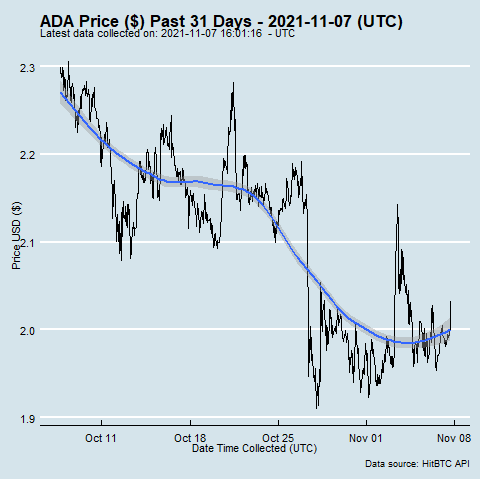 ADA Price ($) Past 31 Days - 2021-11-07 (UTC)
Latest data collected on: 2021-11-07 16:01:16 - UTC
2.3
2.2
2.1
2.0
1.9
Price USD ($)
Oct 11
Oct 18
Oct 25
Nov 01
Nov 08
Date Time Collected (UTC)
Data source: HitBTC API